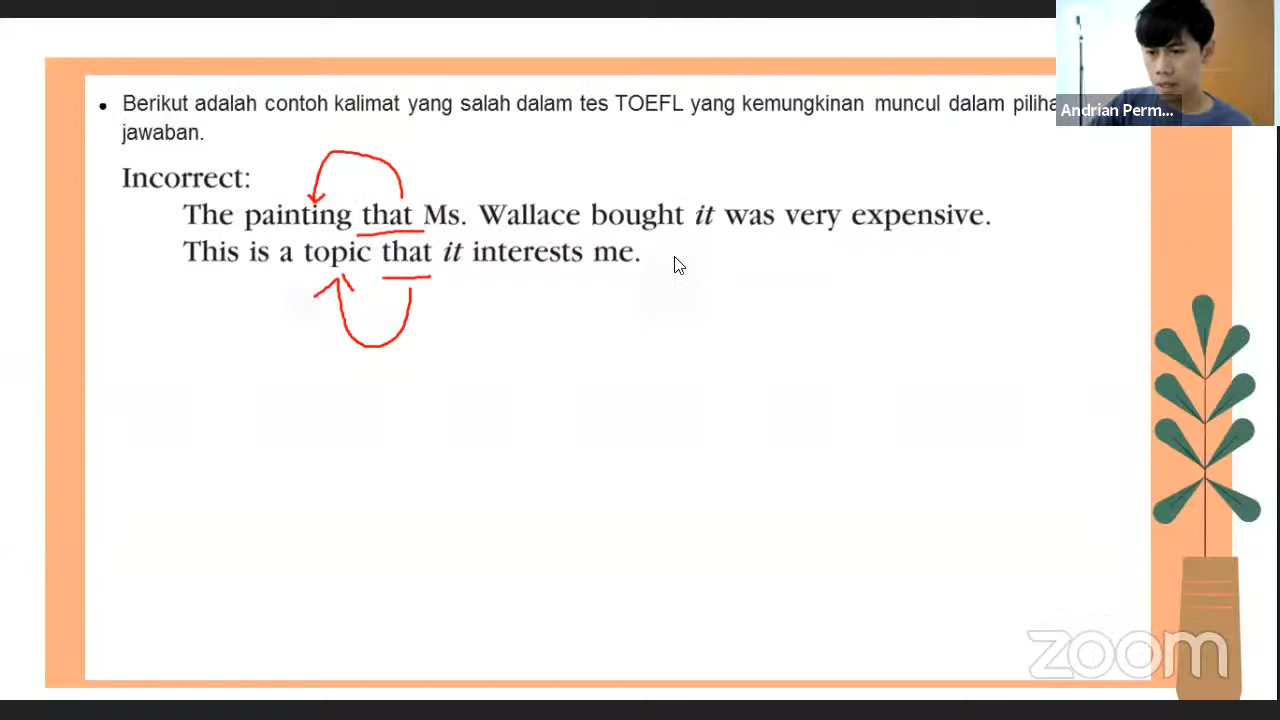 • Berikut adalah contoh kalimat yang salah dalam tes TOEFL yang kemungkinan muncul dalam piliha
jawaban.
Incorrect:
The painting that Ms. Wallace bought it was very expensive.
This is a topic that it interests me.
Andrian Perm...
zoom